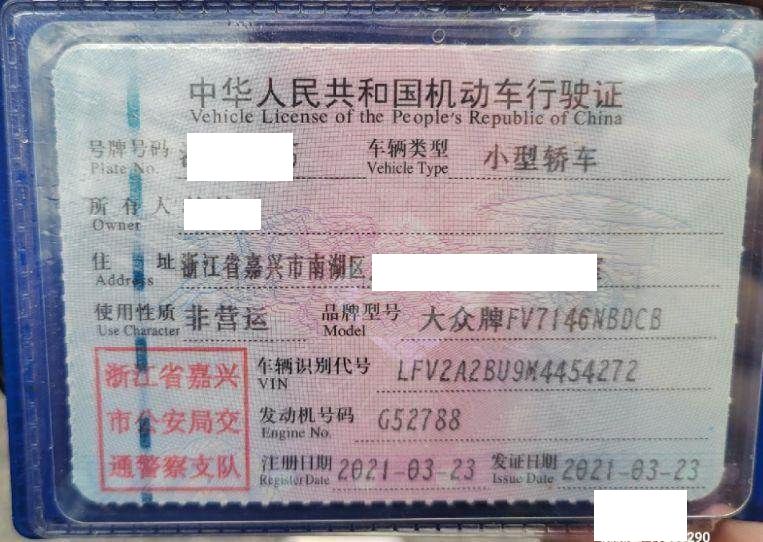 中华人民共和国机动车行驶证
Vehicle License of the People's Republic of China
号牌号码 车辆类型 小型轿车
Plate No. Vehicle Type
所有人
Owner
住址 浙江省嘉兴市南湖区
Address
使用性质 非营运 品牌型号 大众牌FV7146NBDCB
Use Character Model
浙江省嘉兴
市公安局交
通警察支队
车辆识别代号 LFV2A2BU9M4454272
VIN
发动机号码 G52788
Engine No.
注册日期 2021-03-23 发证日期 2021-03-23
Register Date Issue Date
290